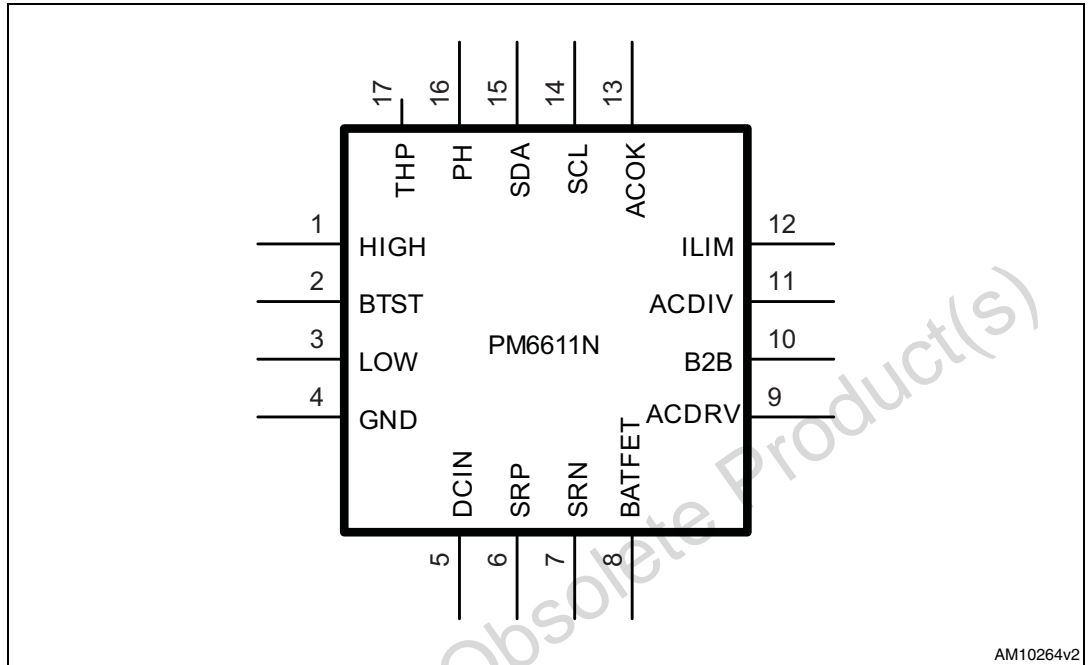 17 16 15 14 13
THP PH SDA SCL ACOK
1 HIGH
2 BTST
3 LOW
4 GND
PM6611N
ILIM 12
ACDIV 11
B2B 10
ACDRV 9
DCIN SRP SRN BATFET
5 6 7 8
Obsolete Product(s)
AM10264v2